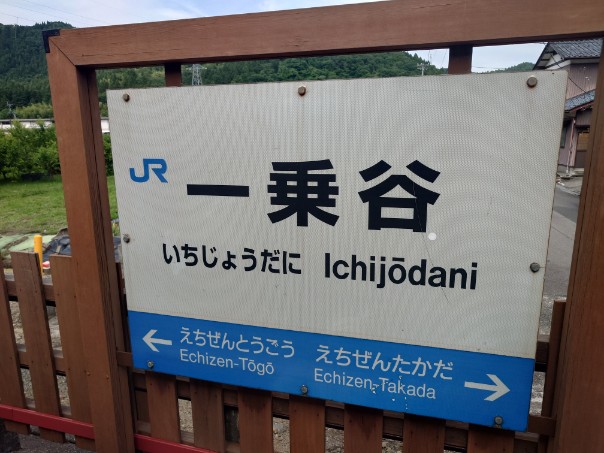 JR 一乗谷
いちじょうだに Ichijōdani
えちぜんとうごう えちぜんたかだ
Echizen-Tōgō Echizen-Takada